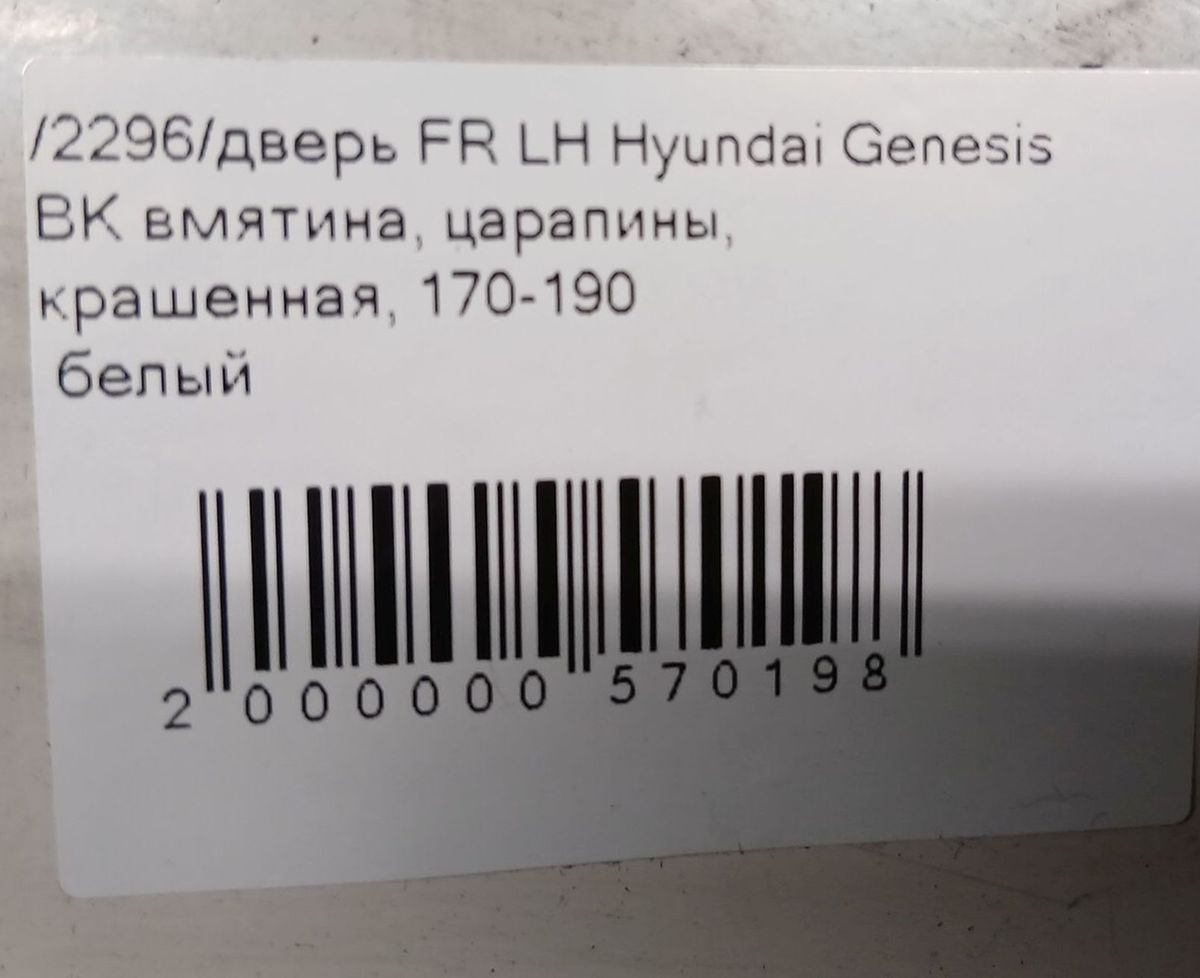 /2296/дверь FR LH Hyundai Genesis
BK вмятина, царапины,
крашенная, 170-190
белый
2 000000 570198